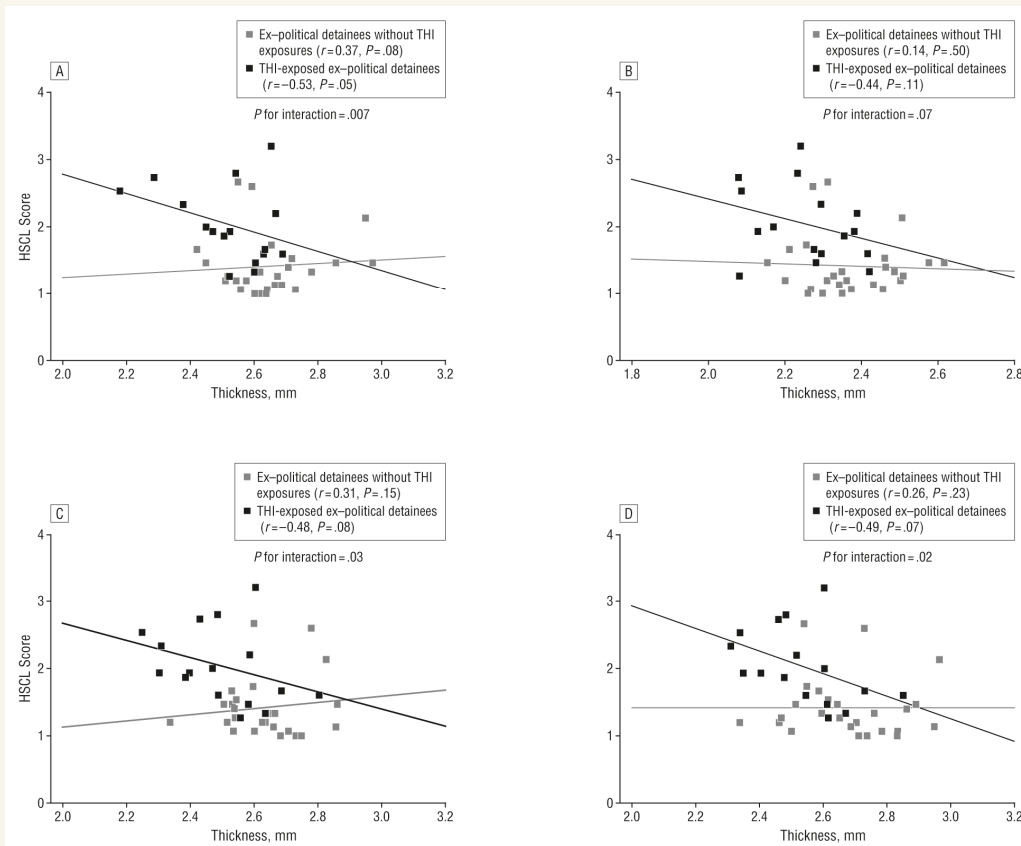 Ex–political detainees without THI
exposures (r=0.37, P=.08)
THI-exposed ex–political detainees
(r=−0.53, P=.05)
A
P for interaction=.007
4
3
2
1
0
HSCL Score
2.0 2.2 2.4 2.6 2.8 3.0 3.2
Thickness, mm
Ex–political detainees without THI
exposures (r=0.14, P=.50)
THI-exposed ex–political detainees
(r=−0.44, P=.11)
B
P for interaction=.07
4
3
2
1
0
1.8 2.0 2.2 2.4 2.6 2.8
Thickness, mm
Ex–political detainees without THI
exposures (r=0.31, P=.15)
THI-exposed ex–political detainees
(r=−0.48, P=.08)
C
P for interaction=.03
4
3
2
1
0
HSCL Score
2.0 2.2 2.4 2.6 2.8 3.0 3.2
Thickness, mm
Ex–political detainees without THI
exposures (r=0.26, P=.23)
THI-exposed ex–political detainees
(r=−0.49, P=.07)
D
P for interaction=.02
4
3
2
1
0
2.0 2.2 2.4 2.6 2.8 3.0 3.2
Thickness, mm